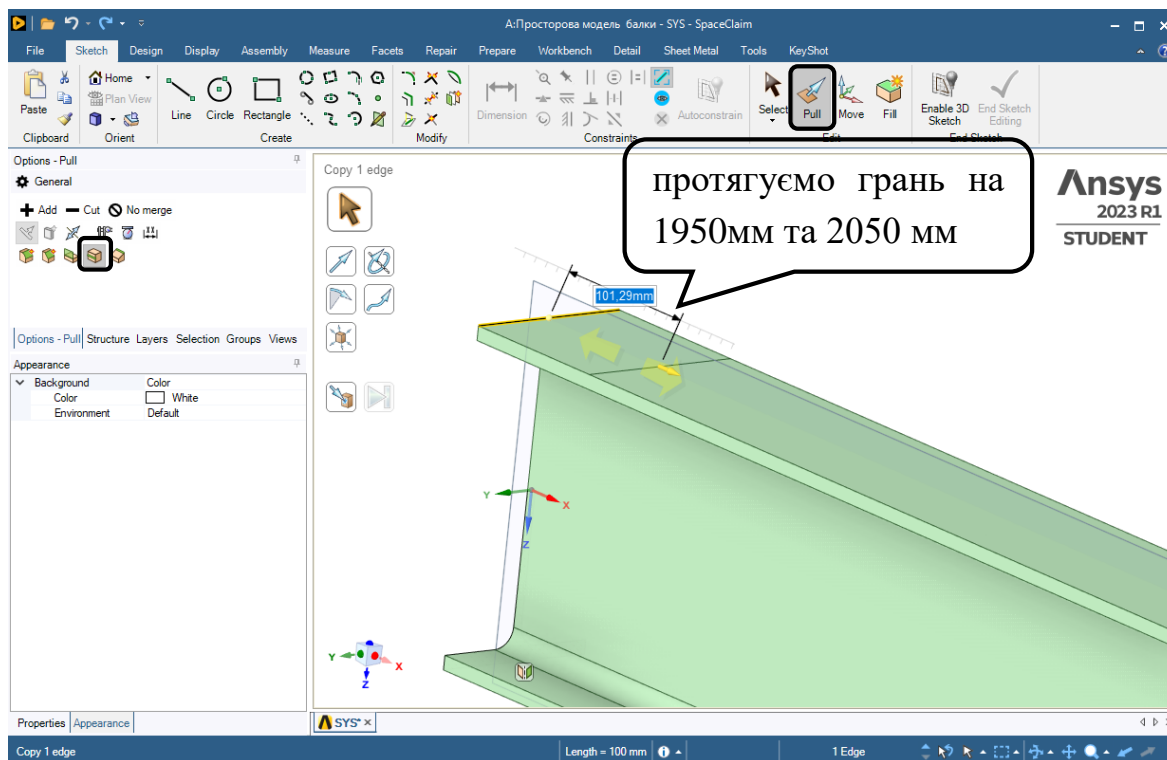 А:Просторова модель балки - SYS - SpaceClaim
File Sketch Design Display Assembly Measure Facets Repair Prepare Workbench Detail Sheet Metal Tools KeyShot
Paste
Home
Plan View
Line Circle Rectangle
Dimension
Autoconstrain
Select Pull Move Fill
Enable 3D Sketch
End Sketch Editing
Clipboard Orient Create Modify Constraints Edit End Sketch
Options - Pull
General
Add Cut No merge
Options - Pull Structure Layers Selection Groups Views
Appearance
Background Color
Color White
Environment Default
Properties Appearance
Copy 1 edge
протягуємо грань на
1950мм та 2050 мм
Ansys
2023 R1
STUDENT
101,29mm
Y X
Z
Y X
Z
SYS*
Copy 1 edge Length = 100 mm 1 Edge